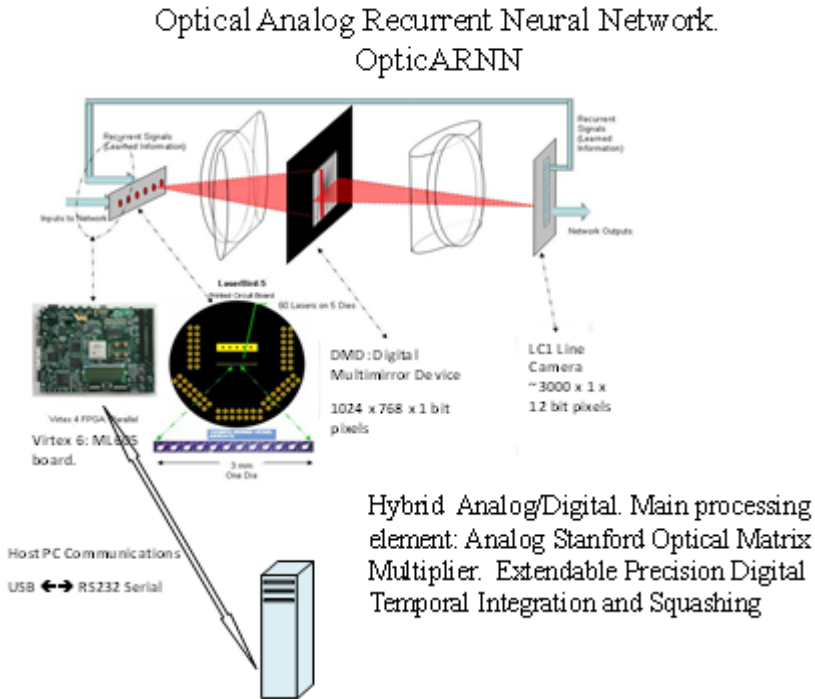 Optical Analog Recurrent Neural Network.
OpticARNN
Recurrent Signals
(Learned Information)
Inputs to Network
Recurrent
Signals
(Learned
Information)
Network Outputs
LaserBird 5
Printed Circuit Board
60 Lasers on 5 Dies
DMD: Digital
Multimirror Device
1024 x 768 x 1 bit
pixels
LC1 Line
Camera
~3000 x 1 x
12 bit pixels
Virtex 4 FPGA, Parallel
Virtex 6: ML605
board.
3 mm
One Die
Host PC Communications
USB ↔ RS232 Serial
Hybrid Analog/Digital. Main processing
element: Analog Stanford Optical Matrix
Multiplier. Extendable Precision Digital
Temporal Integration and Squashing